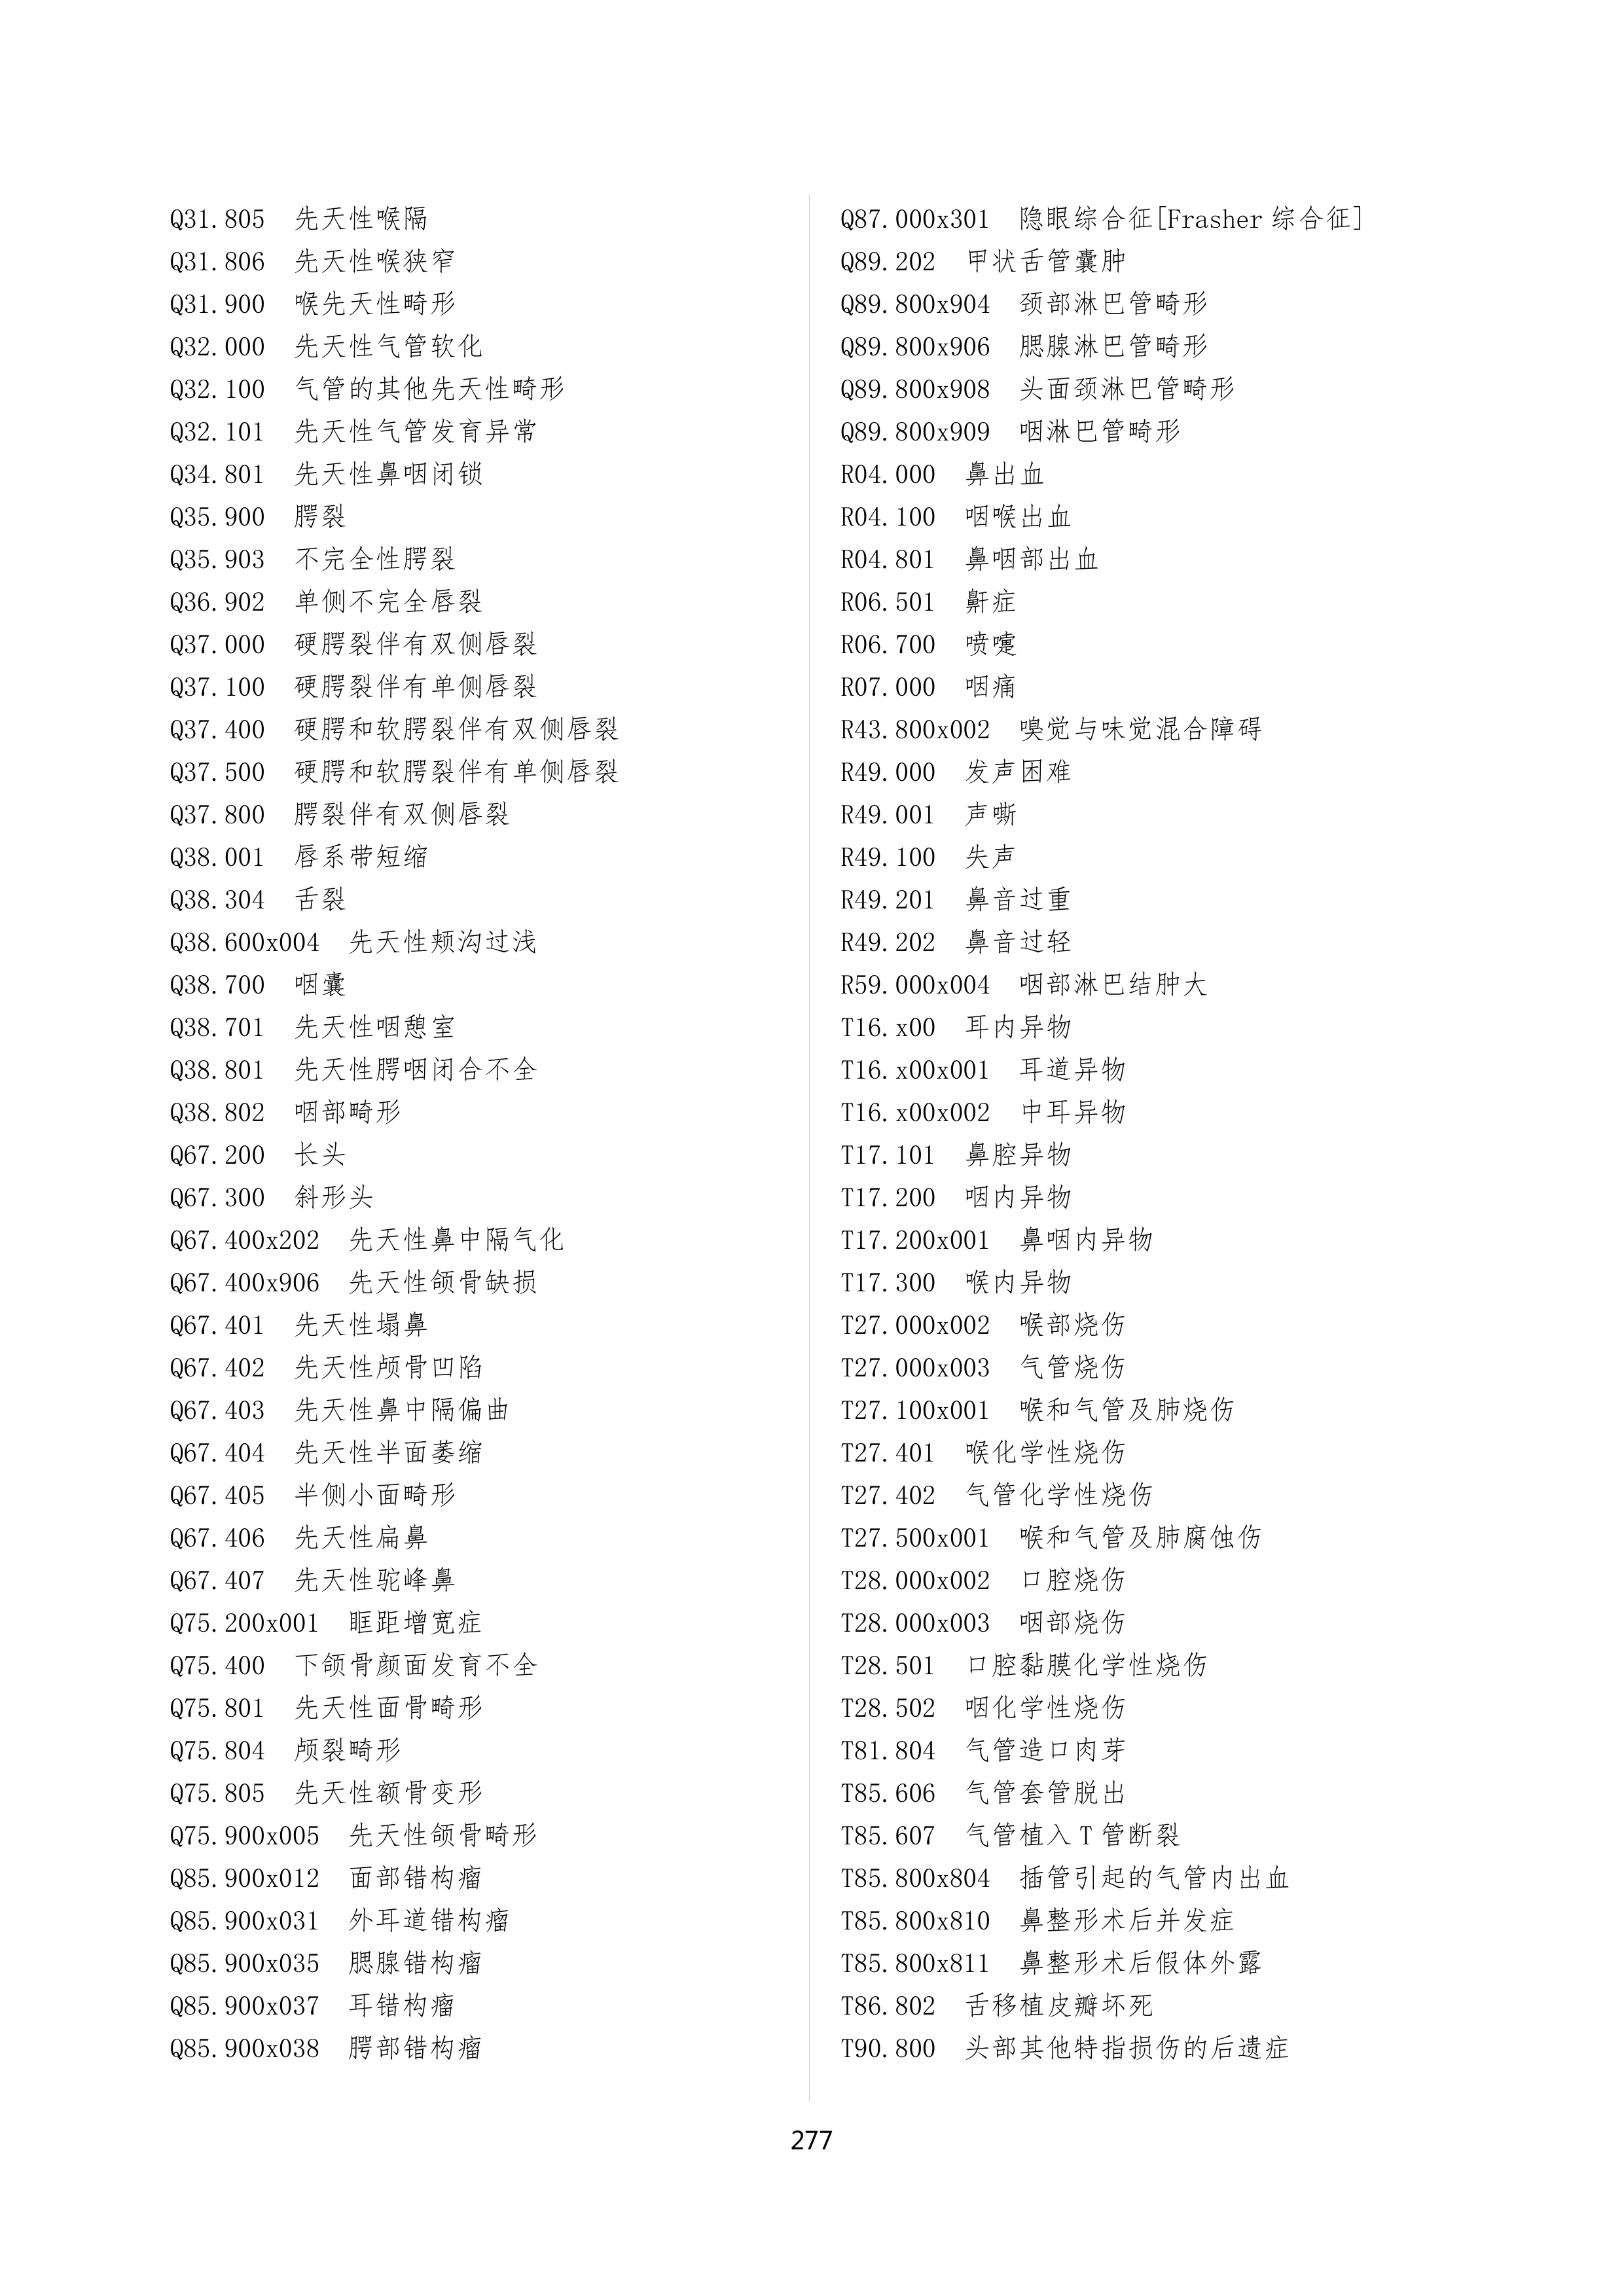 Q31.805 先天性喉隔
Q31.806 先天性喉狭窄
Q31.900 喉先天性畸形
Q32.000 先天性气管软化
Q32.100 气管的其他先天性畸形
Q32.101 先天性气管发育异常
Q34.801 先天性鼻咽闭锁
Q35.900 腭裂
Q35.903 不完全性腭裂
Q36.902 单侧不完全唇裂
Q37.000 硬腭裂伴有双侧唇裂
Q37.100 硬腭裂伴有单侧唇裂
Q37.400 硬腭和软腭裂伴有双侧唇裂
Q37.500 硬腭和软腭裂伴有单侧唇裂
Q37.800 腭裂伴有双侧唇裂
Q38.001 唇系带短缩
Q38.304 舌裂
Q38.600x004 先天性颊沟过浅
Q38.700 咽囊
Q38.701 先天性咽憩室
Q38.801 先天性腭咽闭合不全
Q38.802 咽部畸形
Q67.200 长头
Q67.300 斜形头
Q67.400x202 先天性鼻中隔气化
Q67.400x906 先天性颌骨缺损
Q67.401 先天性塌鼻
Q67.402 先天性颅骨凹陷
Q67.403 先天性鼻中隔偏曲
Q67.404 先天性半面萎缩
Q67.405 半侧小面畸形
Q67.406 先天性扁鼻
Q67.407 先天性驼峰鼻
Q75.200x001 眶距增宽症
Q75.400 下颌骨颜面发育不全
Q75.801 先天性面骨畸形
Q75.804 颅裂畸形
Q75.805 先天性额骨变形
Q75.900x005 先天性颌骨畸形
Q85.900x012 面部错构瘤
Q85.900x031 外耳道错构瘤
Q85.900x035 腮腺错构瘤
Q85.900x037 耳错构瘤
Q85.900x038 腭部错构瘤
Q87.000x301 隐眼综合征[Frasher 综合征]
Q89.202 甲状舌管囊肿
Q89.800x904 颈部淋巴管畸形
Q89.800x906 腮腺淋巴管畸形
Q89.800x908 头面颈淋巴管畸形
Q89.800x909 咽淋巴管畸形
R04.000 鼻出血
R04.100 咽喉出血
R04.801 鼻咽部出血
R06.501 鼾症
R06.700 喷嚏
R07.000 咽痛
R43.800x002 嗅觉与味觉混合障碍
R49.000 发声困难
R49.001 声嘶
R49.100 失声
R49.201 鼻音过重
R49.202 鼻音过轻
R59.000x004 咽部淋巴结肿大
T16.x00 耳内异物
T16.x00x001 耳道异物
T16.x00x002 中耳异物
T17.101 鼻腔异物
T17.200 咽内异物
T17.200x001 鼻咽内异物
T17.300 喉内异物
T27.000x002 喉部烧伤
T27.000x003 气管烧伤
T27.100x001 喉和气管及肺烧伤
T27.401 喉化学性烧伤
T27.402 气管化学性烧伤
T27.500x001 喉和气管及肺腐蚀伤
T28.000x002 口腔烧伤
T28.000x003 咽部烧伤
T28.501 口腔黏膜化学性烧伤
T28.502 咽化学性烧伤
T81.804 气管造口肉芽
T85.606 气管套管脱出
T85.607 气管植入 T 管断裂
T85.800x804 插管引起的气管内出血
T85.800x810 鼻整形术后并发症
T85.800x811 鼻整形术后假体外露
T86.802 舌移植皮瓣坏死
T90.800 头部其他特指损伤的后遗症
277